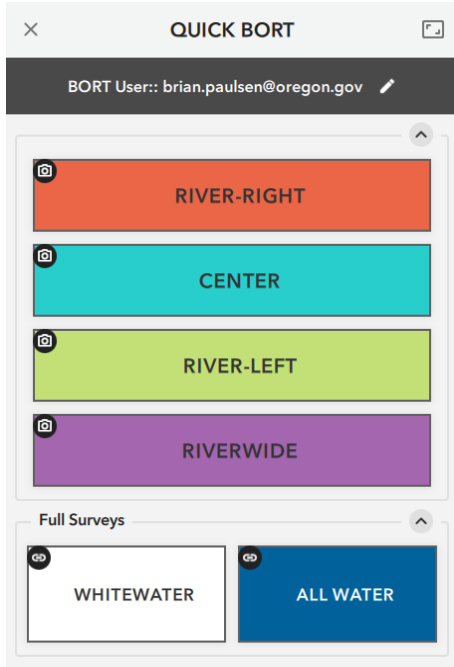 QUICK BORT
BORT User:: brian.paulsen@oregon.gov
RIVER-RIGHT
CENTER
RIVER-LEFT
RIVERWIDE
Full Surveys
WHITEWATER
ALL WATER